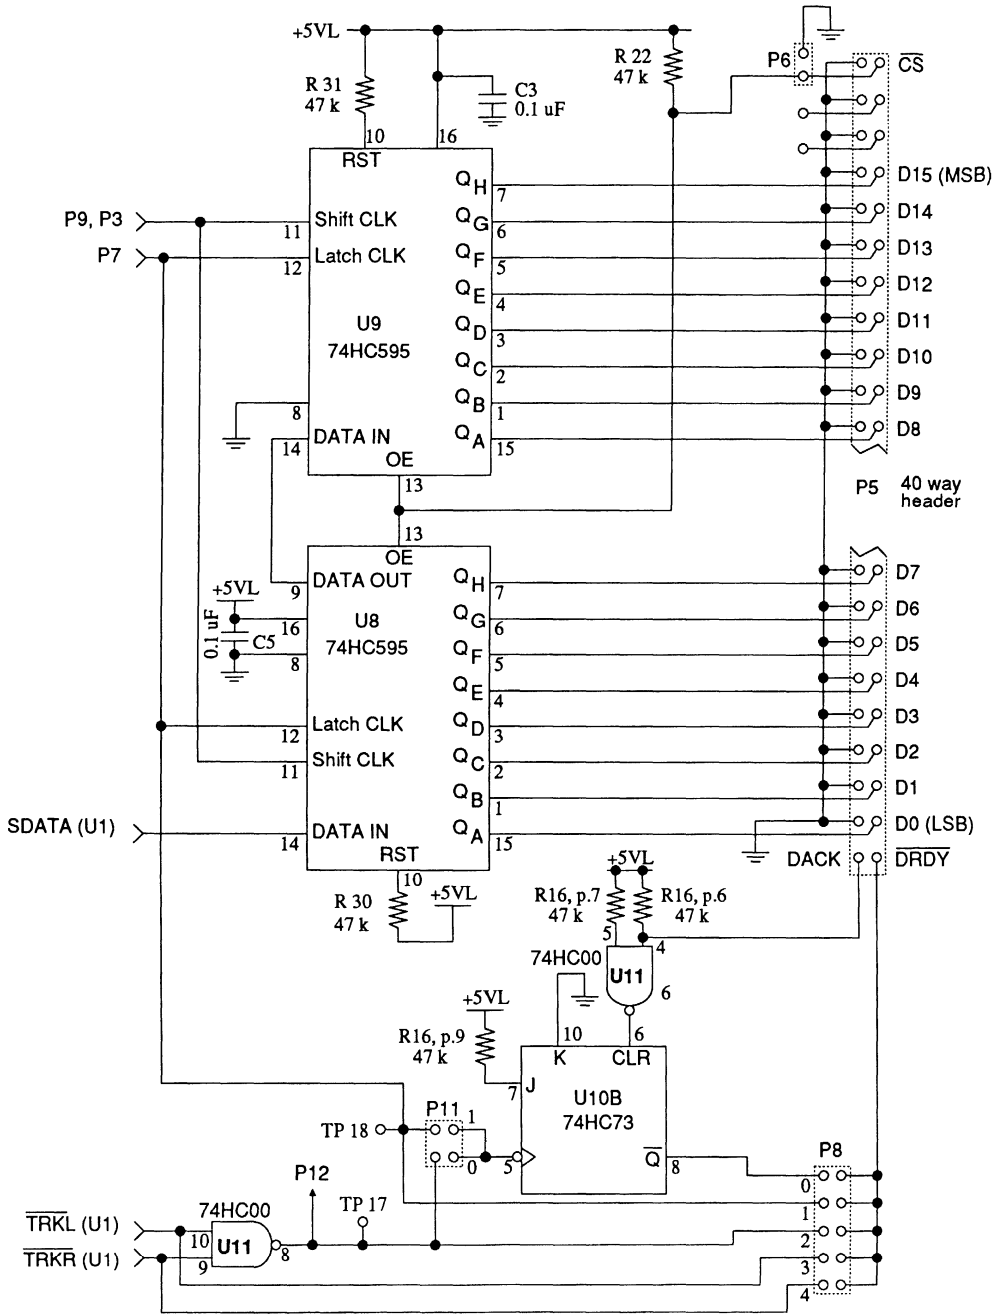 +5VL
R 31
47 k
C3
0.1 uF
R 22
47 k
P6
CS
10
16
RST
QH
7
D15 (MSB)
P9, P3
11
Shift CLK
QG
6
D14
P7
12
Latch CLK
QF
5
D13
QE
4
D12
U9
74HC595
QD
3
D11
QC
2
D10
8
QB
1
D9
14
DATA IN
QA
15
D8
OE
13
P5
40 way
header
13
OE
9
DATA OUT
QH
7
D7
+5VL
0.1 uF
C5
16
U8
74HC595
QG
6
D6
8
QF
5
D5
QE
4
D4
12
Latch CLK
QD
3
D3
11
Shift CLK
QC
2
D2
QB
1
D1
SDATA (U1)
14
DATA IN
QA
15
D0 (LSB)
RST
10
DACK
DRDY
R 30
47 k
+5VL
+5VL
R16, p.7
47 k
R16, p.6
47 k
5
4
74HC00
U11
6
+5VL
R16, p.9
47 k
10
6
K
CLR
7
J
U10B
74HC73
P11
1
TP 18
0
5
Q
8
P8
0
1
2
3
4
P12
TP 17
74HC00
TRKL (U1)
10
U11
8
TRKR (U1)
9